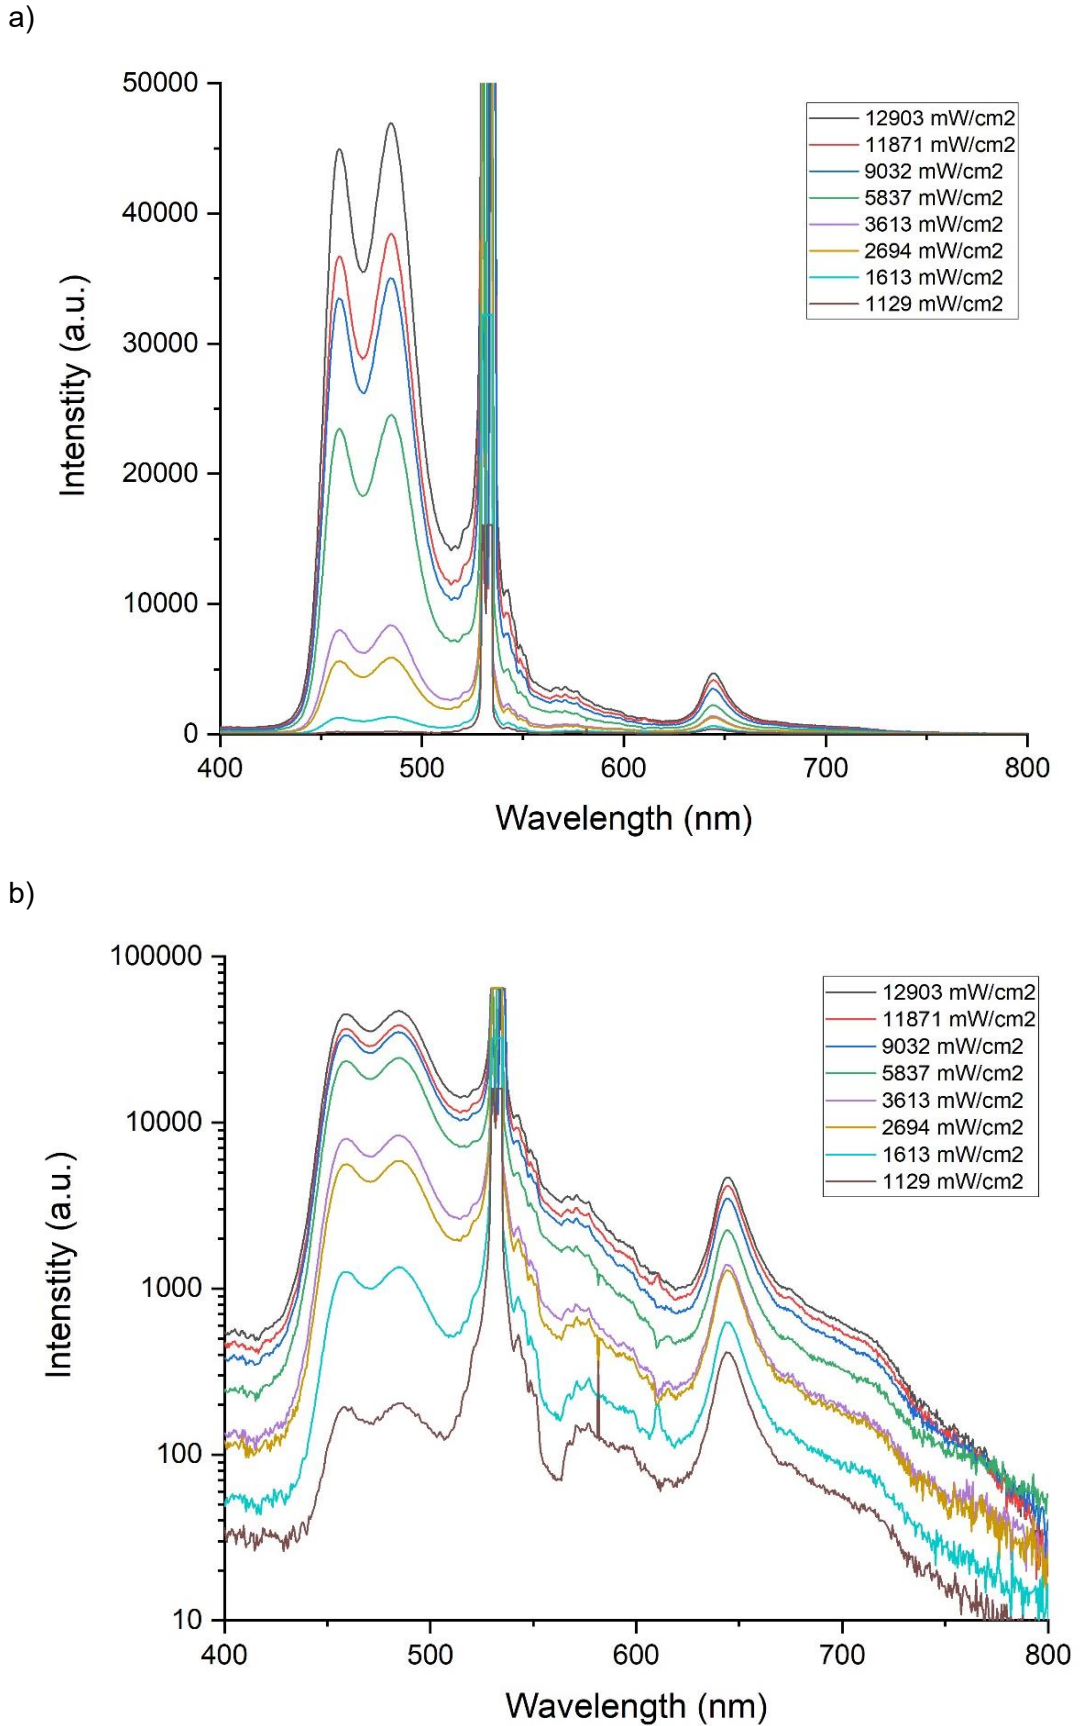 a)
50000
40000
30000
20000
10000
0
Intenstity (a.u.)
400
500
600
700
800
Wavelength (nm)
12903 mW/cm2
11871 mW/cm2
9032 mW/cm2
5837 mW/cm2
3613 mW/cm2
2694 mW/cm2
1613 mW/cm2
1129 mW/cm2
b)
100000
10000
1000
100
10
Intenstity (a.u.)
400
500
600
700
800
Wavelength (nm)
12903 mW/cm2
11871 mW/cm2
9032 mW/cm2
5837 mW/cm2
3613 mW/cm2
2694 mW/cm2
1613 mW/cm2
1129 mW/cm2